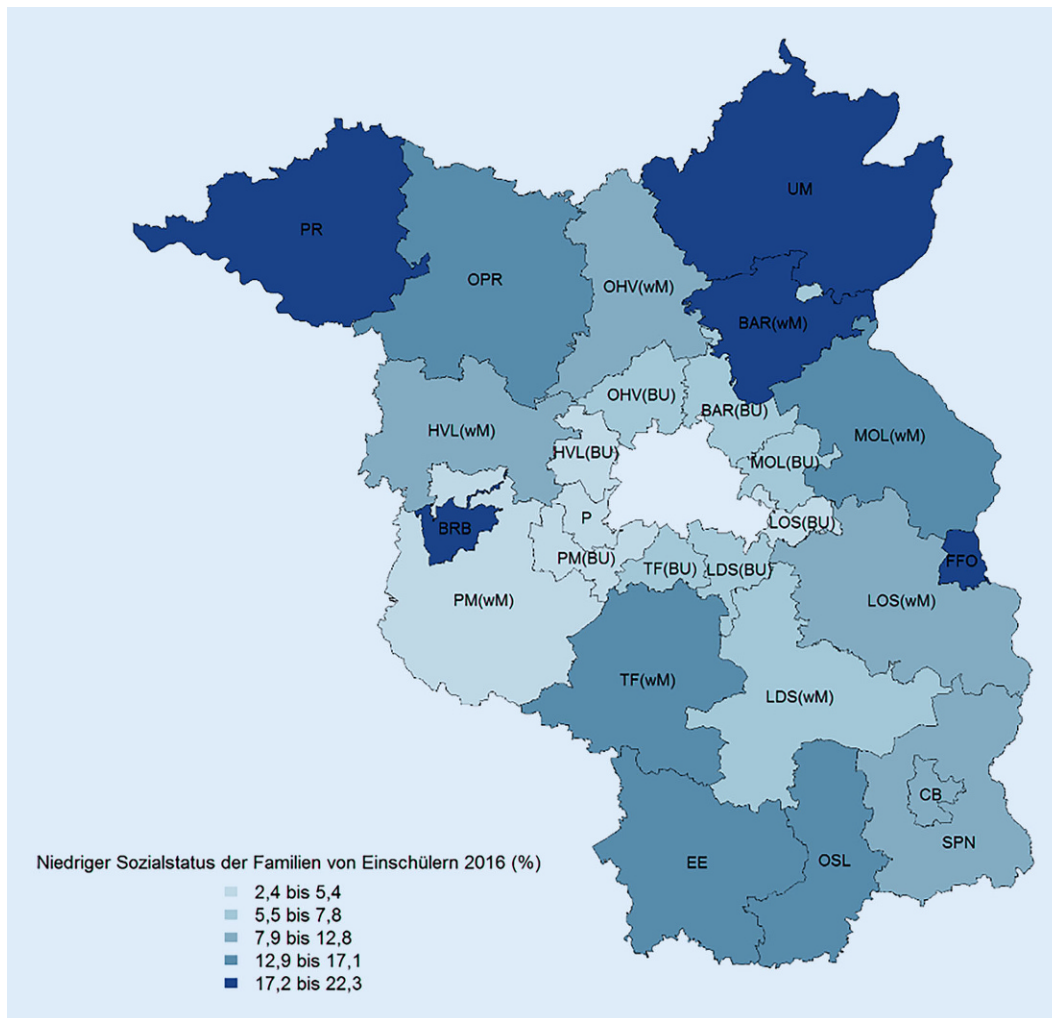 UM
PR
OPR
OHV(wM)
BAR(wM)
OHV(BU)
BAR(BU)
HVL(wM)
MOL(wM)
HVL(BU)
MOL(BU)
P
LOS(BU)
BRB
PM(BU)
TF(BU)
LDS(BU)
FFO
PM(wM)
LOS(wM)
TF(wM)
LDS(wM)
CB
SPN
EE
OSL
Niedriger Sozialstatus der Familien von Einschülern 2016 (%)
2,4 bis 5,4
5,5 bis 7,8
7,9 bis 12,8
12,9 bis 17,1
17,2 bis 22,3